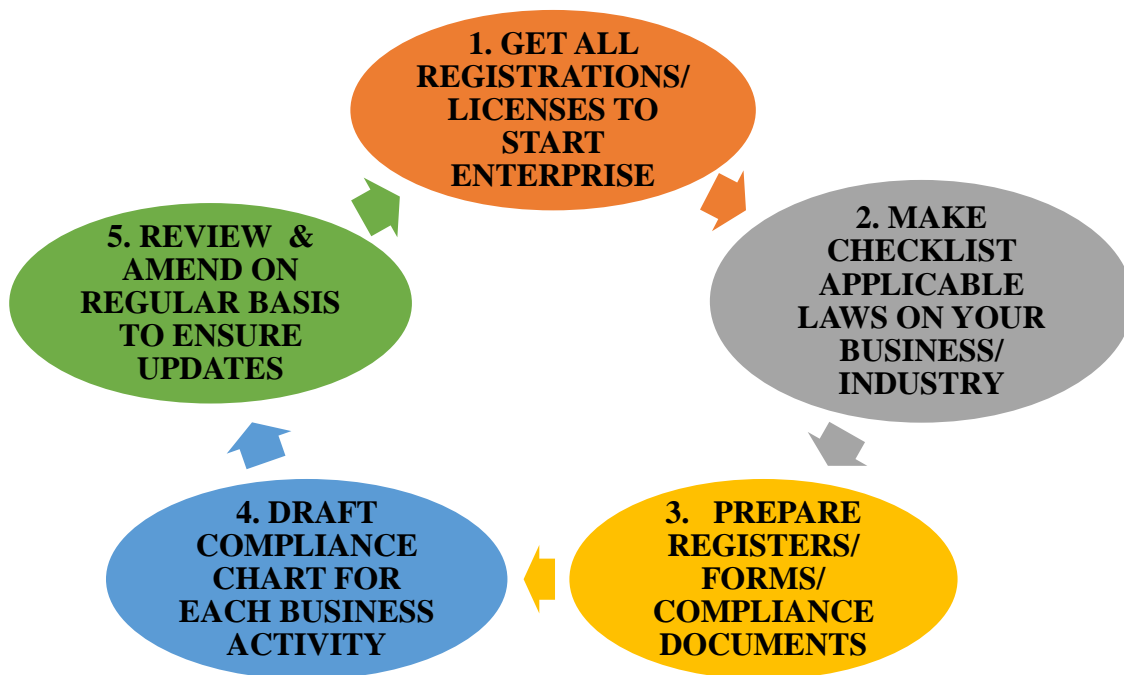 1. GET ALL
REGISTRATIONS/
LICENSES TO
START
ENTERPRISE
2. MAKE
CHECKLIST
APPLICABLE
LAWS ON YOUR
BUSINESS/
INDUSTRY
3. PREPARE
REGISTERS/
FORMS/
COMPLIANCE
DOCUMENTS
4. DRAFT
COMPLIANCE
CHART FOR
EACH BUSINESS
ACTIVITY
5. REVIEW &
AMEND ON
REGULAR BASIS
TO ENSURE
UPDATES